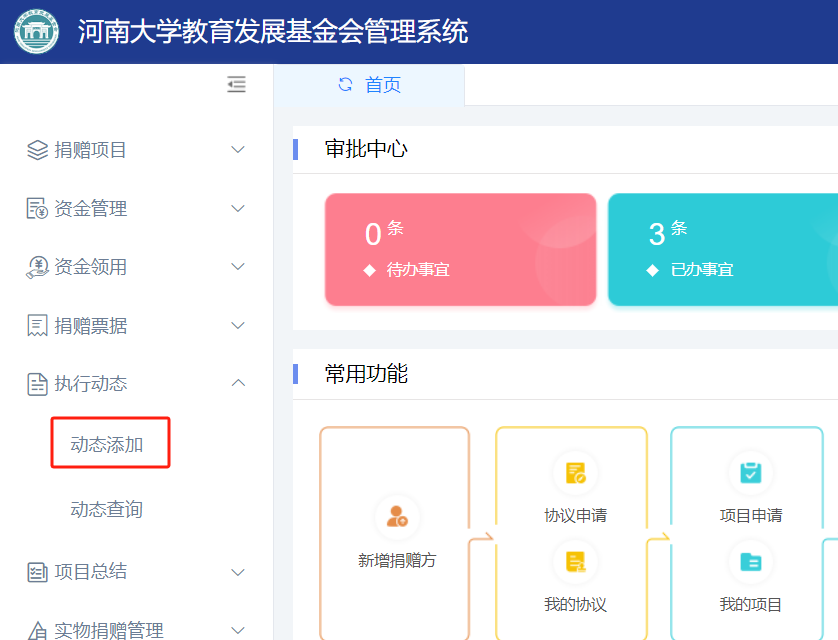 河南大学教育发展基金会管理系统
首页
捐赠项目
资金管理
资金领用
捐赠票据
执行动态
动态添加
动态查询
项目总结
实物捐赠管理
审批中心
0 条
待办事宜
3 条
已办事宜
常用功能
新增捐赠方
协议申请
我的协议
项目申请
我的项目